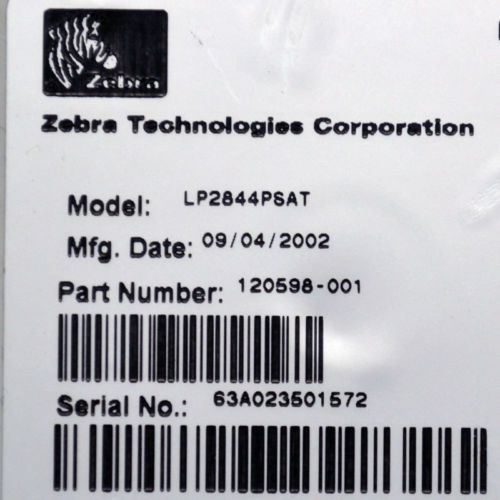 Zebra
Zebra Technologies Corporation
Model: LP2844PSAT
Mfg. Date: 09/04/2002
Part Number: 120598-001
Serial No.: 63A023501572